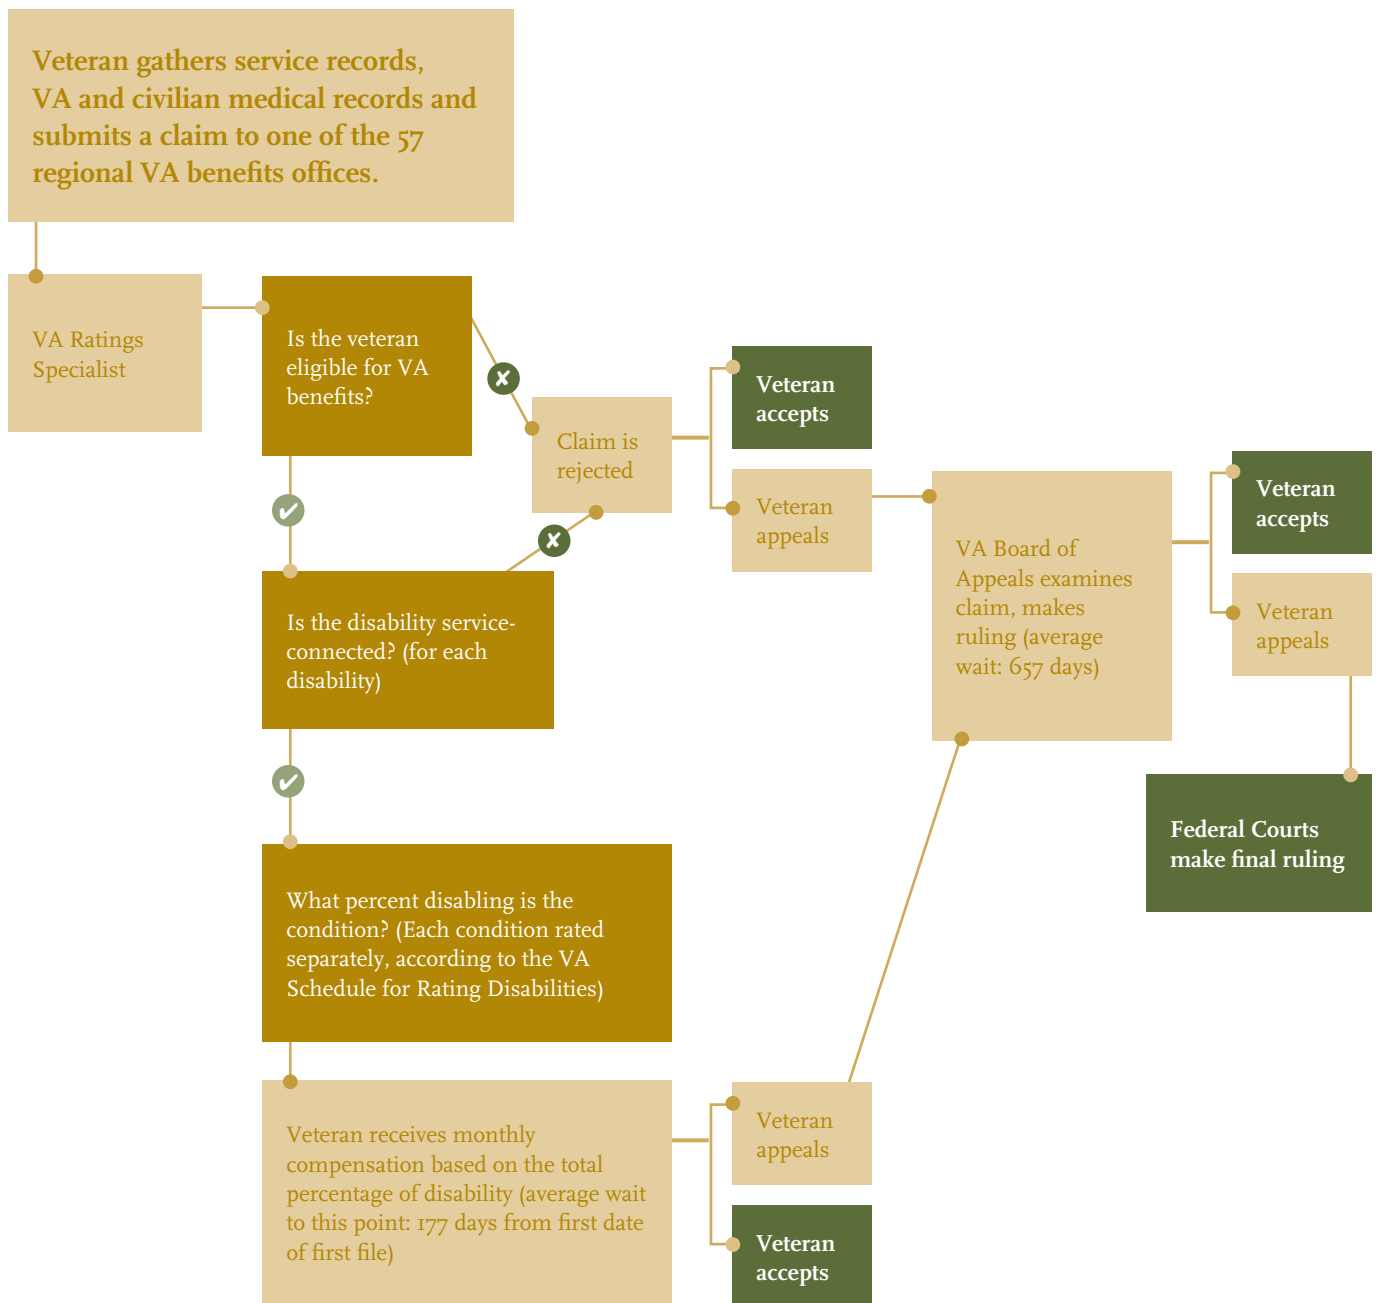 Veteran gathers service records,
VA and civilian medical records and
submits a claim to one of the 57
regional VA benefits offices.
VA Ratings
Specialist
Is the veteran
eligible for VA
benefits?
Claim is
rejected
Veteran
accepts
Veteran
appeals
VA Board of
Appeals examines
claim, makes
ruling (average
wait: 657 days)
Veteran
accepts
Veteran
appeals
Federal Courts
make final ruling
Is the disability service-
connected? (for each
disability)
What percent disabling is the
condition? (Each condition rated
separately, according to the VA
Schedule for Rating Disabilities)
Veteran receives monthly
compensation based on the total
percentage of disability (average wait
to this point: 177 days from first date
of first file)
Veteran
appeals
Veteran
accepts